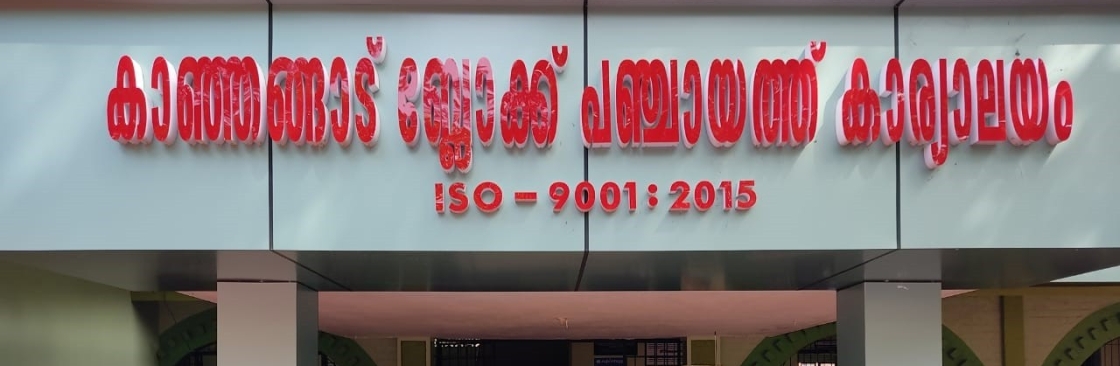 കാഞ്ഞങ്ങാട് ബ്ലോക്ക് പഞ്ചായത്ത് കാര്യാലയം
ISO - 9001 : 2015